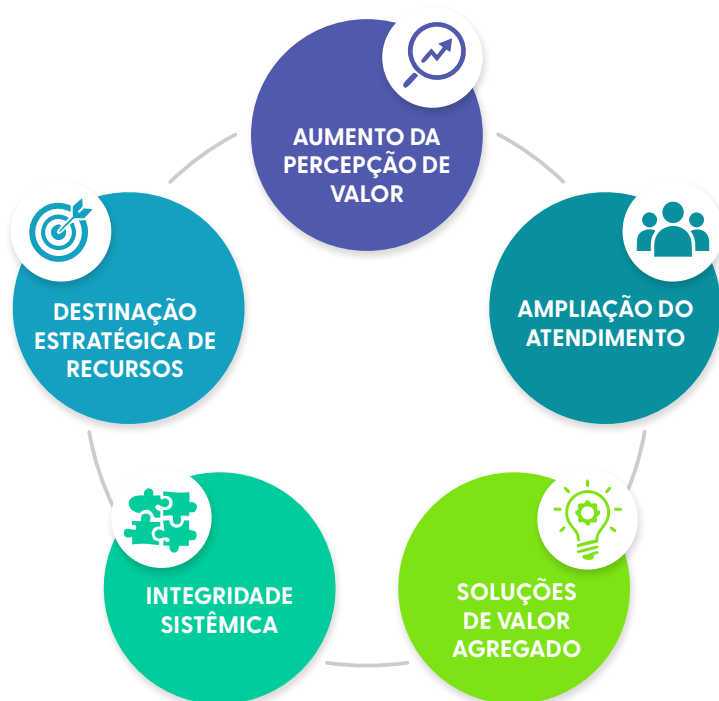 AUMENTO DA
PERCEPÇÃO DE
VALOR
AMPLIAÇÃO DO
ATENDIMENTO
SOLUÇÕES
DE VALOR
AGREGADO
INTEGRIDADE
SISTÊMICA
DESTINAÇÃO
ESTRATÉGICA DE
RECURSOS